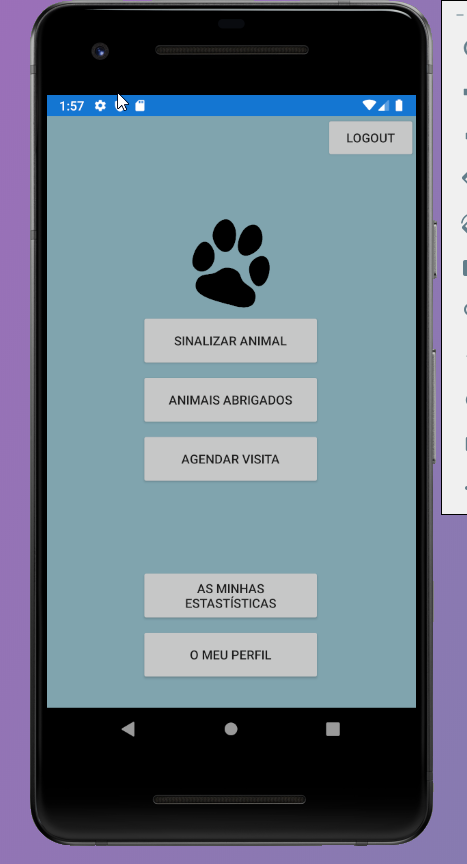 1:57
LOGOUT
SINALIZAR ANIMAL
ANIMAIS ABRIGADOS
AGENDAR VISITA
AS MINHAS
ESTASTÍSTICAS
O MEU PERFIL